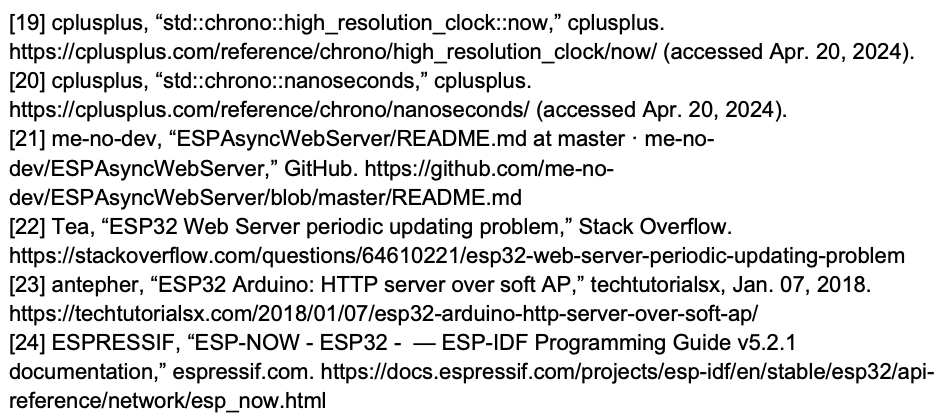 [19] cplusplus, “std::chrono::high_resolution_clock::now,” cplusplus.
https://cplusplus.com/reference/chrono/high_resolution_clock/now/ (accessed Apr. 20, 2024).
[20] cplusplus, “std::chrono::nanoseconds,” cplusplus.
https://cplusplus.com/reference/chrono/nanoseconds/ (accessed Apr. 20, 2024).
[21] me-no-dev, “ESPAsyncWebServer/README.md at master · me-no-
dev/ESPAsyncWebServer,” GitHub. https://github.com/me-no-
dev/ESPAsyncWebServer/blob/master/README.md
[22] Tea, “ESP32 Web Server periodic updating problem,” Stack Overflow.
https://stackoverflow.com/questions/64610221/esp32-web-server-periodic-updating-problem
[23] antepher, “ESP32 Arduino: HTTP server over soft AP,” techtutorialsx, Jan. 07, 2018.
https://techtutorialsx.com/2018/01/07/esp32-arduino-http-server-over-soft-ap/
[24] ESPRESSIF, “ESP-NOW - ESP32 -  — ESP-IDF Programming Guide v5.2.1
documentation,” espressif.com. https://docs.espressif.com/projects/esp-idf/en/stable/esp32/api-
reference/network/esp_now.html